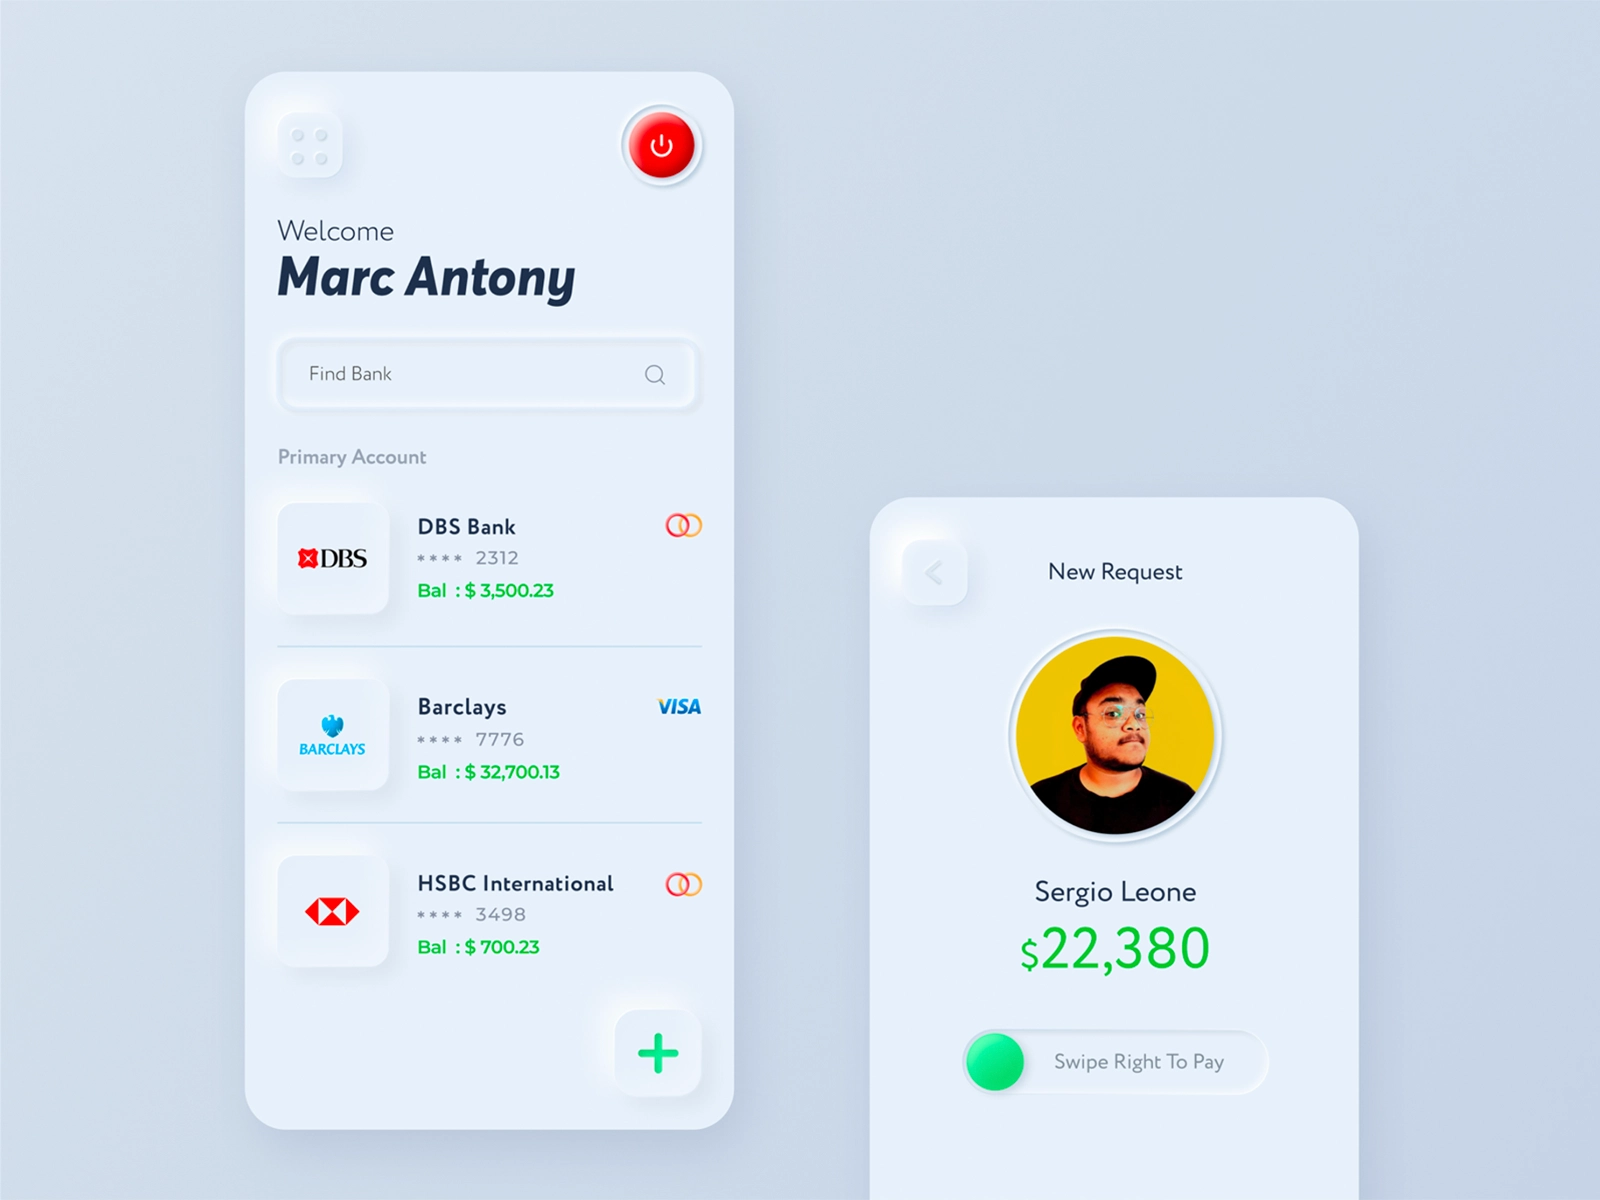 Welcome
Marc Antony
Find Bank
Primary Account
DBS
DBS Bank
**** 2312
Bal : $ 3,500.23
BARCLAYS
Barclays
VISA
**** 7776
Bal : $ 32,700.13
HSBC International
**** 3498
Bal : $ 700.23
New Request
Sergio Leone
$22,380
Swipe Right To Pay